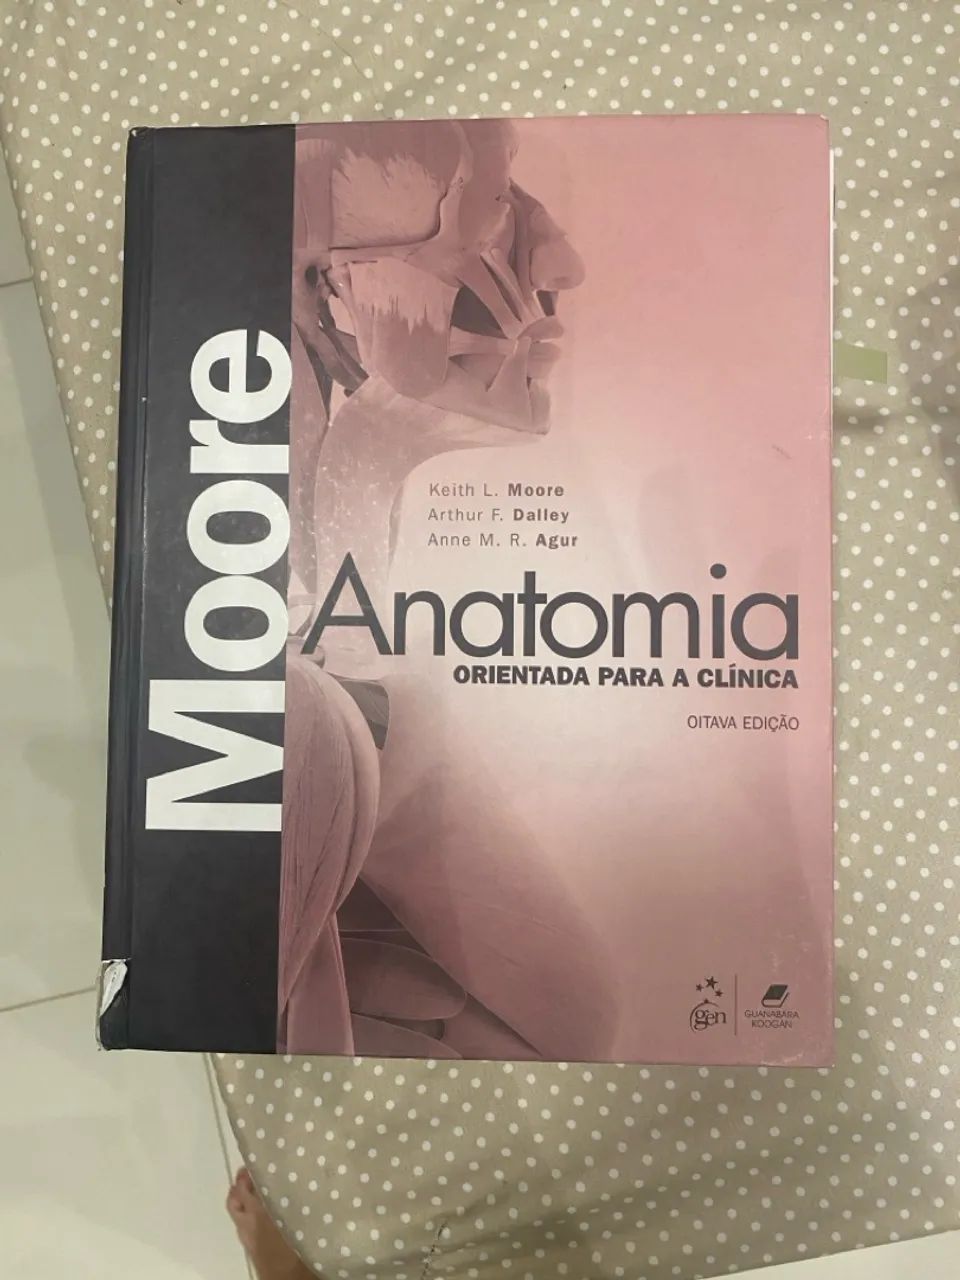 Moore
Keith L. Moore
Arthur F. Dalley
Anne M. R. Agur
Anatomia
ORIENTADA PARA A CLÍNICA
OITAVA EDIÇÃO
gen
GUANABARA
KOOGAN